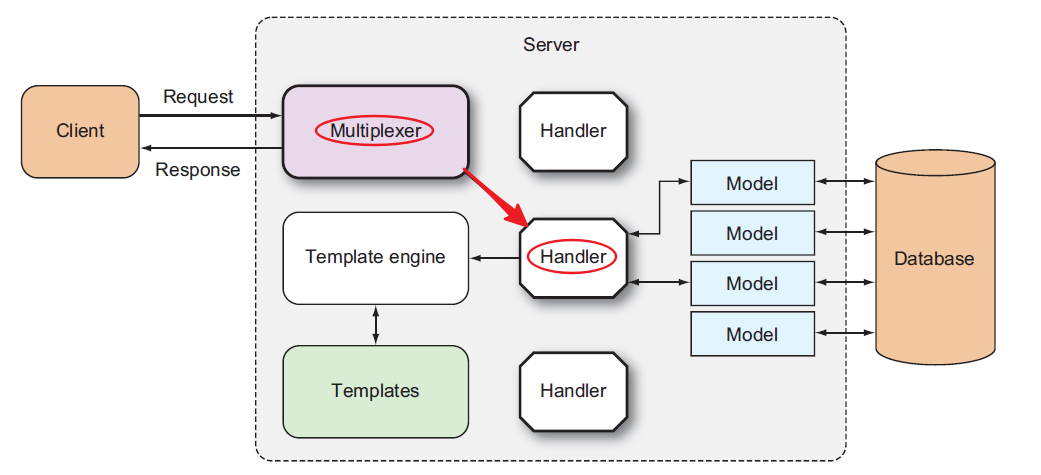 Server
Client
Request
Response
Multiplexer
Handler
Model
Model
Model
Model
Database
Template engine
Handler
Templates
Handler